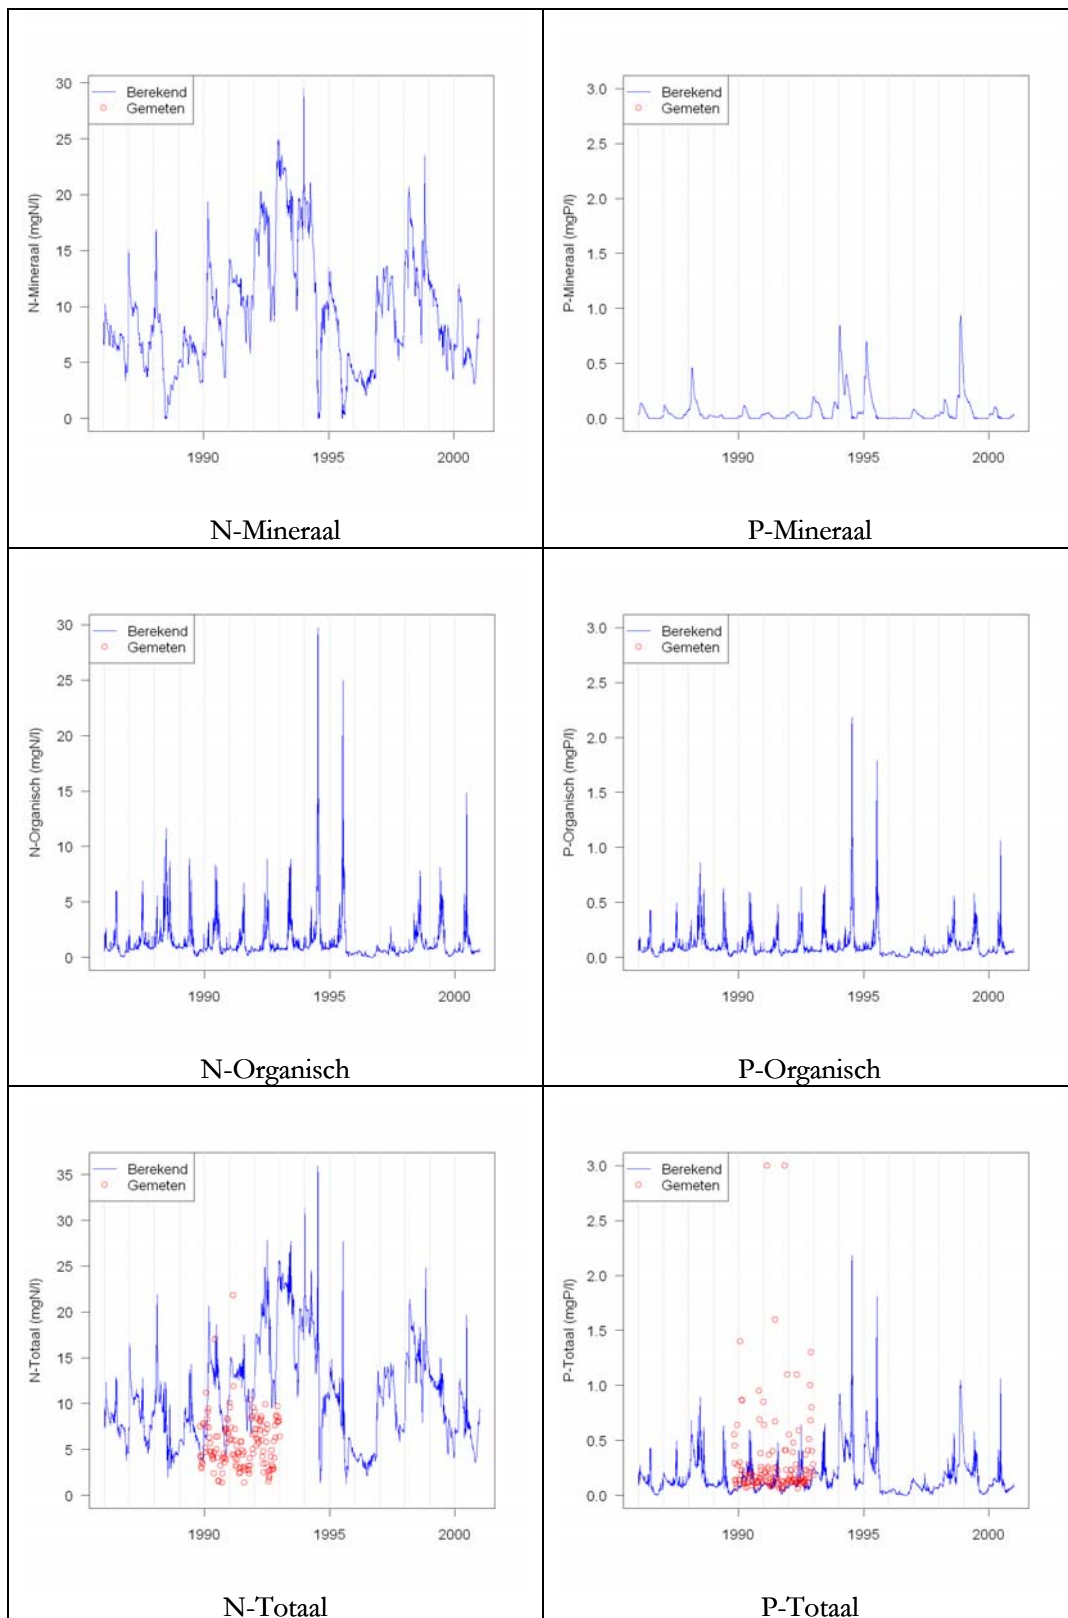 30
25
20
15
10
5
0
N-Mineraal (mgN/l)
Berekend
Gemeten
1990
1995
2000
N-Mineraal
3.0
2.5
2.0
1.5
1.0
0.5
0.0
P-Mineraal (mgP/l)
Berekend
Gemeten
1990
1995
2000
P-Mineraal
30
25
20
15
10
5
0
N-Organisch (mgN/l)
Berekend
Gemeten
1990
1995
2000
N-Organisch
3.0
2.5
2.0
1.5
1.0
0.5
0.0
P-Organisch (mgP/l)
Berekend
Gemeten
1990
1995
2000
P-Organisch
35
30
25
20
15
10
5
0
N-Totaal (mgN/l)
Berekend
Gemeten
1990
1995
2000
N-Totaal
3.0
2.5
2.0
1.5
1.0
0.5
0.0
P-Totaal (mgP/l)
Berekend
Gemeten
1990
1995
2000
P-Totaal